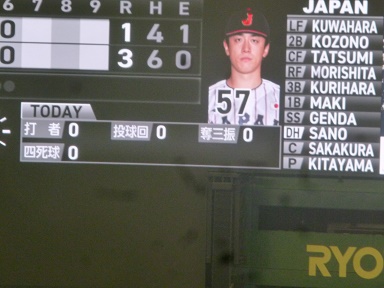 6 7 8 9 R H E
0 1 4 1
0 3 6 0
57
TODAY
打者 0 投球回 0 奪三振 0
四死球 0
JAPAN
LF KUWAHARA
2B KOZONO
CF TATSUMI
RF MORISHITA
3B KURIHARA
1B MAKI
SS GENDA
DH SANO
C SAKAKURA
P KITAYAMA
RYO